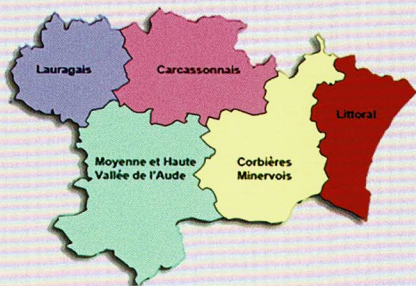 Lauragais
Carcassonnais
Littoral
Moyenne et Haute
Vallée de l'Aude
Corbières
Minervois